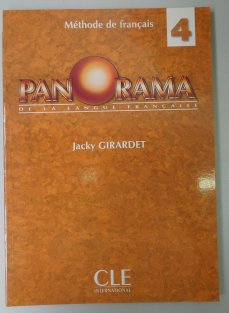 Méthode de français
4
PANORAMA
DE LA LANGUE FRANÇAISE
Jacky GIRARDET
CLE
INTERNATIONAL